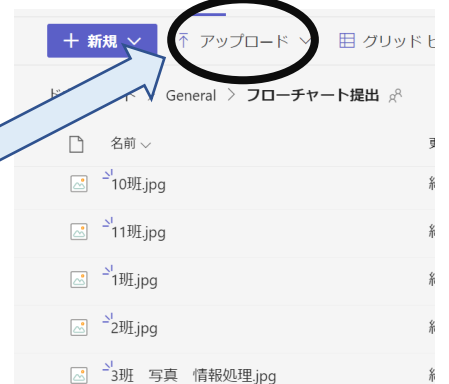 + 新規
アップロード
グリッド
General > フローチャート提出
名前
10班.jpg
11班.jpg
1班.jpg
2班.jpg
3班 写真 情報処理.jpg